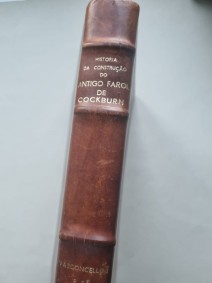 HISTORIA
DA CONSTRUÇÃO
DO
ANTIGO FAROL
DE
COCKBURN
VASCONCELLOS